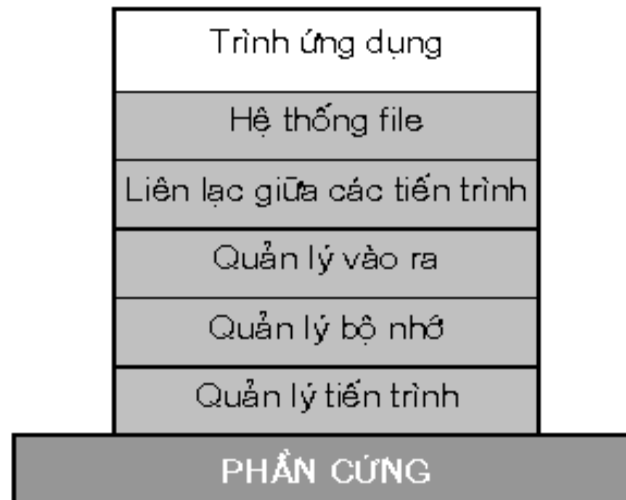 Trình ứng dụng
Hệ thống file
Liên lạc giữa các tiến trình
Quản lý vào ra
Quản lý bộ nhớ
Quản lý tiến trình
PHẦN CỨNG